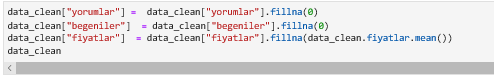 data_clean["yorumlar"] =  data_clean["yorumlar"].fillna(0)
data_clean["begeniler"]  = data_clean["begeniler"].fillna(0)
data_clean["fiyatlar"]  = data_clean["fiyatlar"].fillna(data_clean.fiyatlar.mean())
data_clean